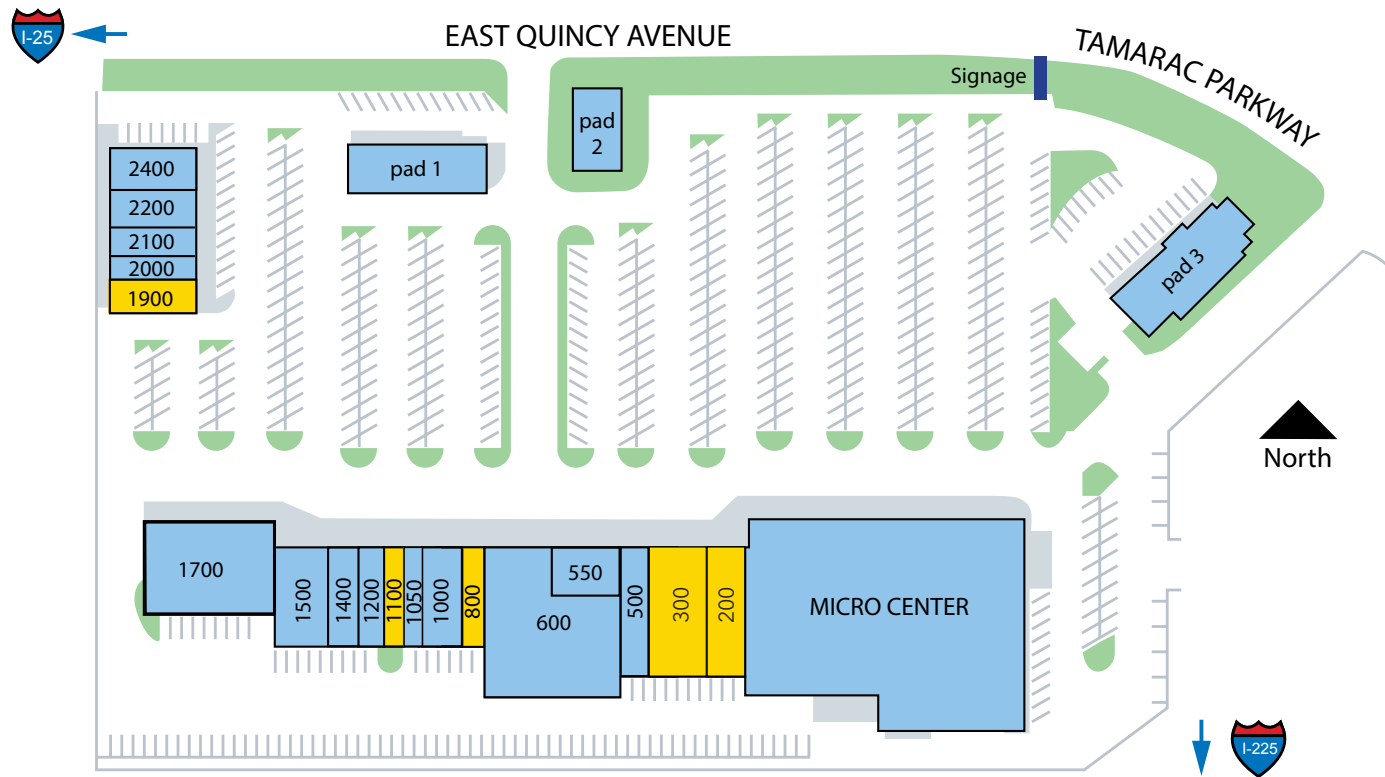 I-25
EAST QUINCY AVENUE
TAMARAC PARKWAY
Signage
pad
2
pad 1
2400
2200
2100
2000
1900
pad 3
North
1700
1500
1400
1200
1100
1050
1000
800
550
600
500
300
200
MICRO CENTER
I-225